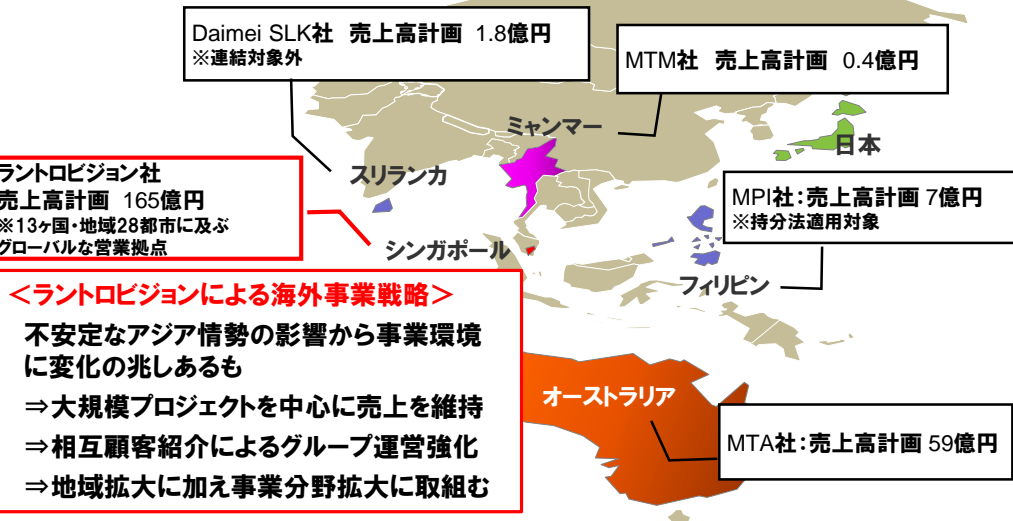 Daimei SLK社 売上高計画 1.8億円
※連結対象外
MTM社 売上高計画 0.4億円
ミャンマー
日本
スリランカ
ラントロビジョン社
売上高計画 165億円
※13ヶ国・地域28都市に及ぶ
グローバルな営業拠点
MPI社：売上高計画 7億円
※持分法適用対象
シンガポール
フィリピン
＜ラントロビジョンによる海外事業戦略＞
不安定なアジア情勢の影響から事業環境
に変化の兆しあるも
⇒大規模プロジェクトを中心に売上を維持
⇒相互顧客紹介によるグループ運営強化
⇒地域拡大に加え事業分野拡大に取組む
オーストラリア
MTA社：売上高計画 59億円